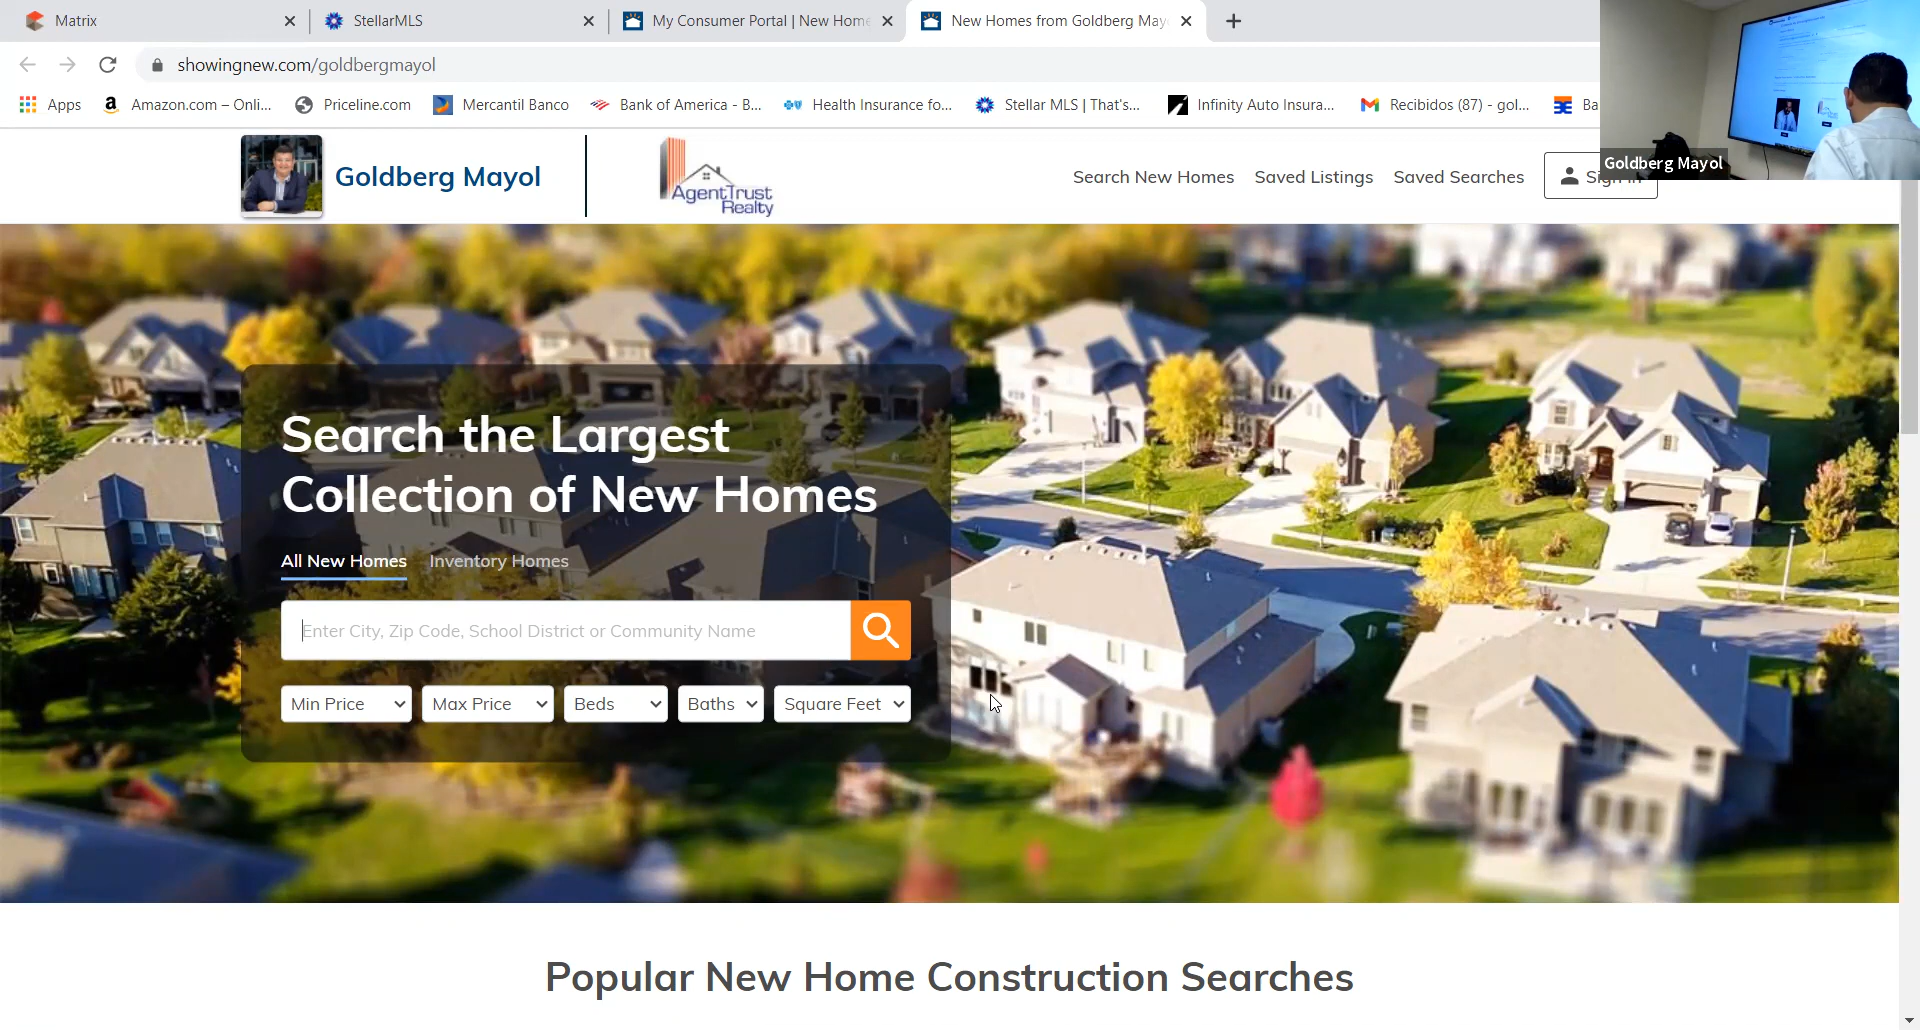 Matrix
StellarMLS
My Consumer Portal | New Home
New Homes from Goldberg May
showingnew.com/goldbergmayol
Apps
Amazon.com – Onli...
Priceline.com
Mercantil Banco
Bank of America - B...
Health Insurance fo...
Stellar MLS | That's...
Infinity Auto Insura...
Recibidos (87) - gol...
Ba
Goldberg Mayol
AgentTrust
Realty
Search New Homes
Saved Listings
Saved Searches
Sign In
Goldberg Mayol
Search the Largest
Collection of New Homes
All New Homes
Inventory Homes
Enter City, Zip Code, School District or Community Name
Min Price
Max Price
Beds
Baths
Square Feet
Popular New Home Construction Searches